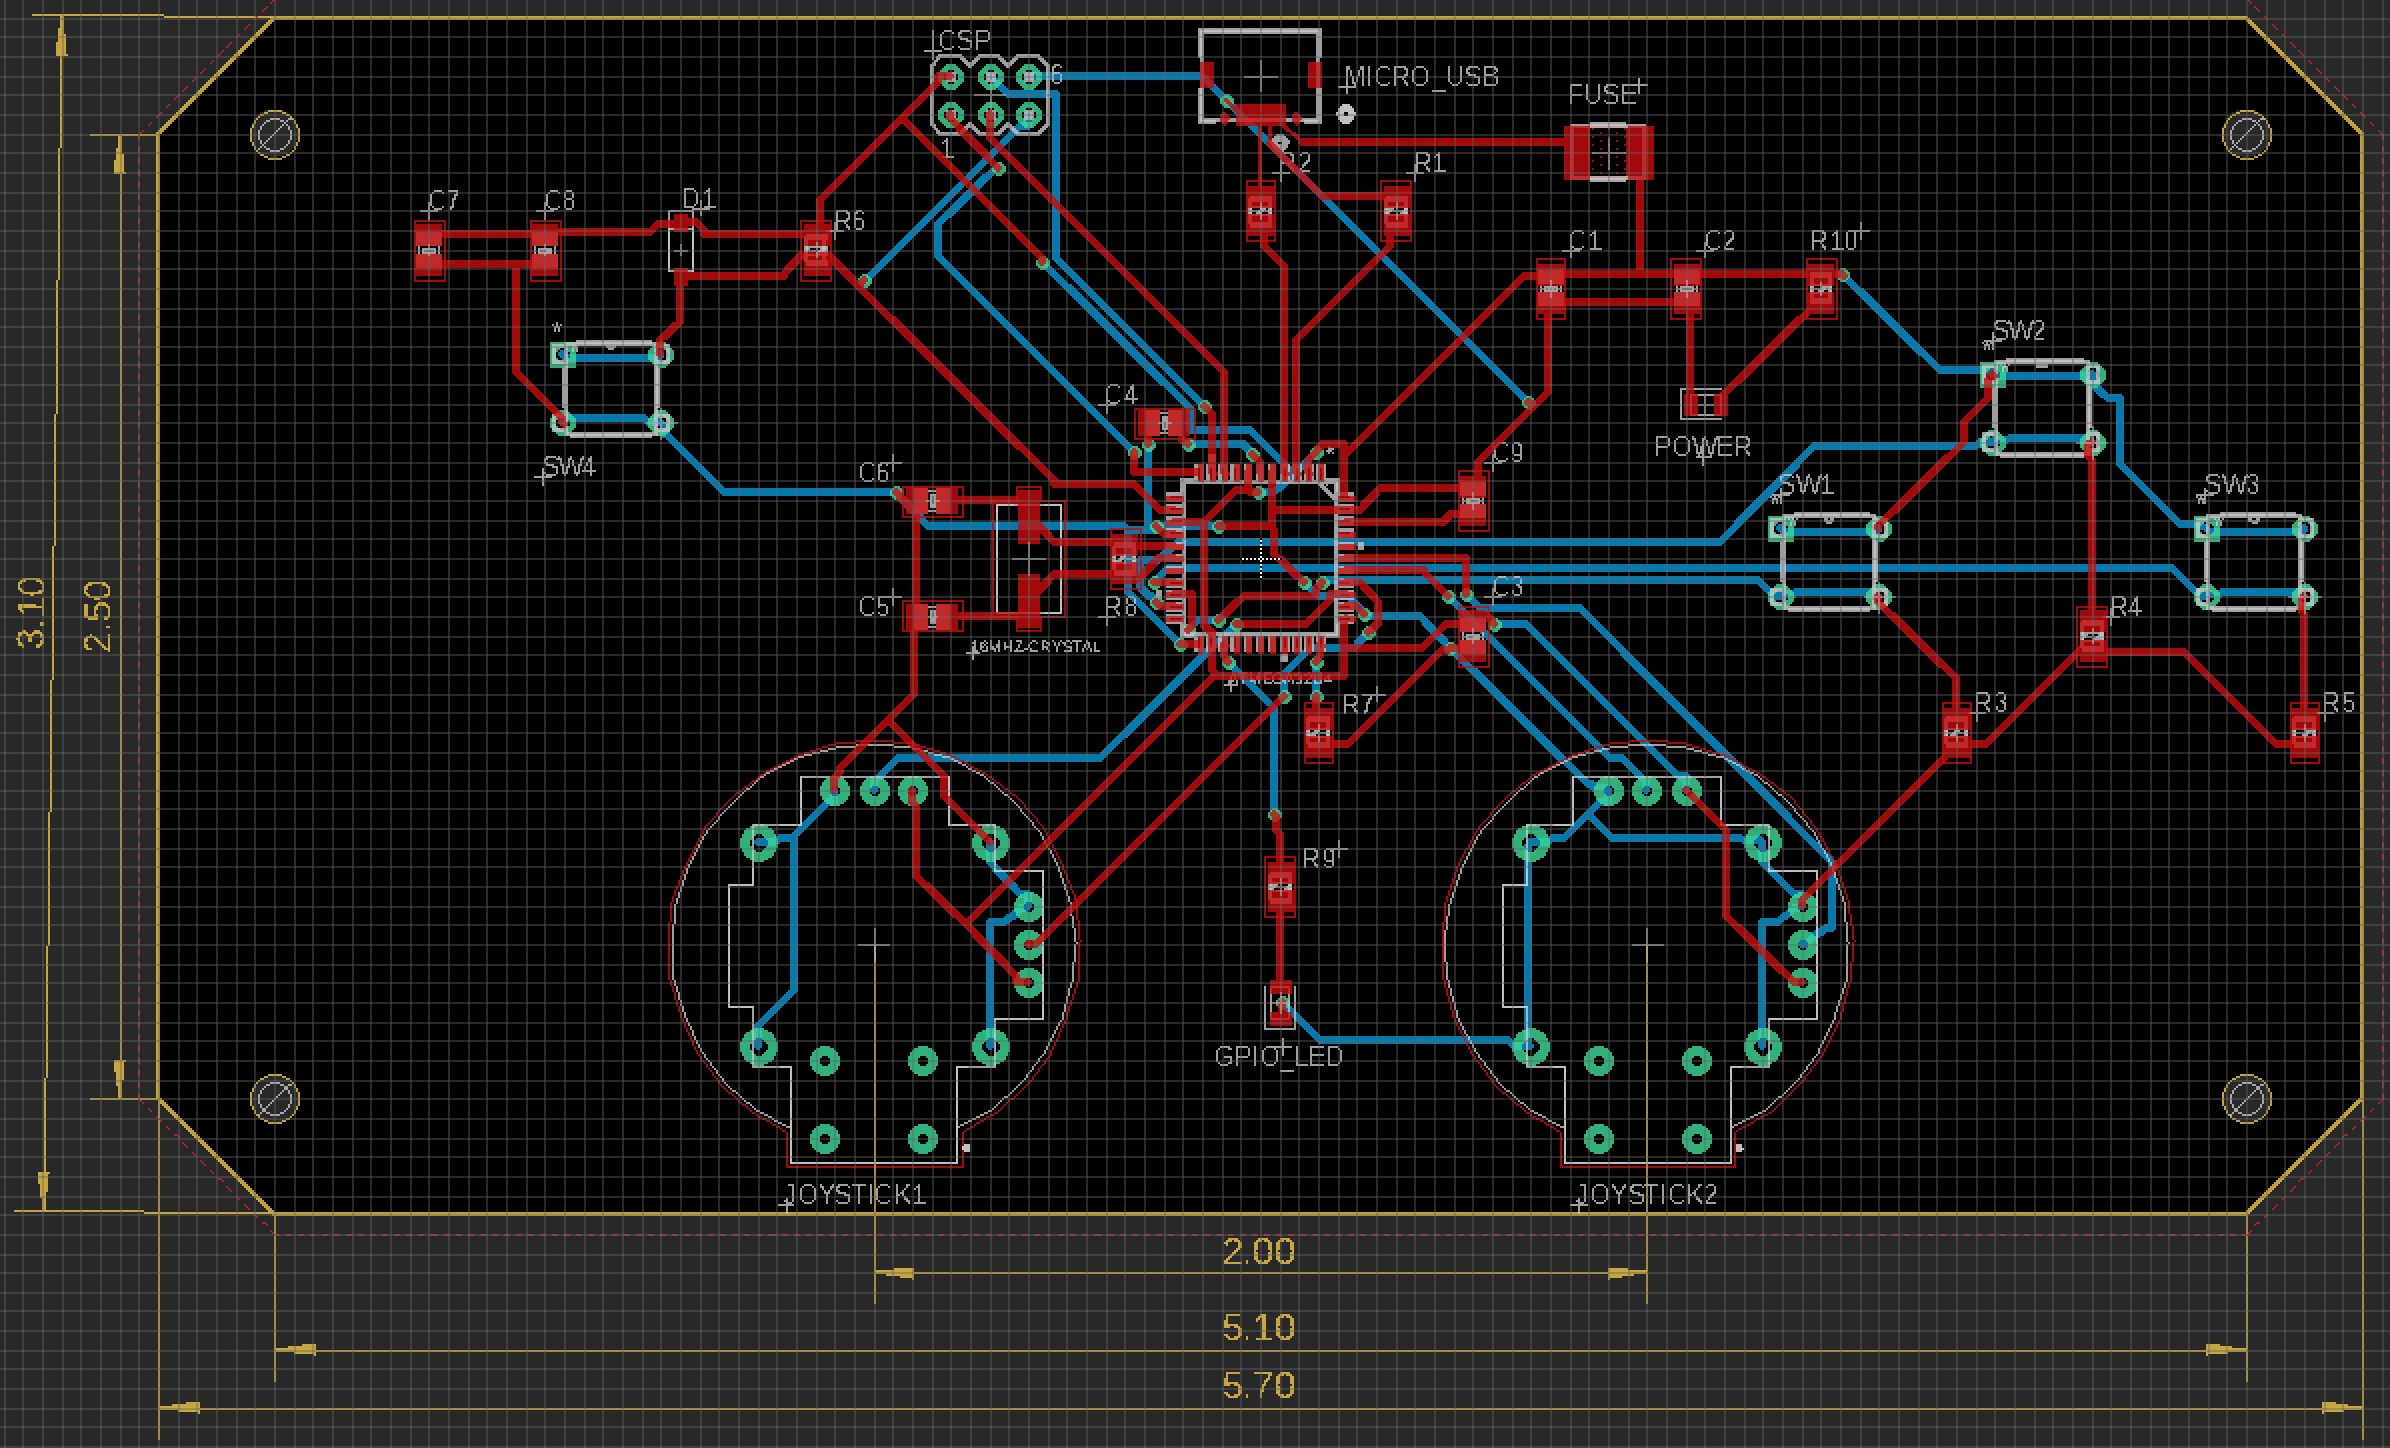 ICSP
6
1
MICRO_USB
FUSE
R2
R1
C7
C8
D1
R6
C1
C2
R10
*
SW2
C4
POWER
SW4
C6
C9
SW1
SW3
3.10
2.50
C5
R8
C3
R4
16MHZ-CRYSTAL
R7
R3
R5
R9
GPIO_LED
JOYSTICK1
JOYSTICK2
2.00
5.10
5.70